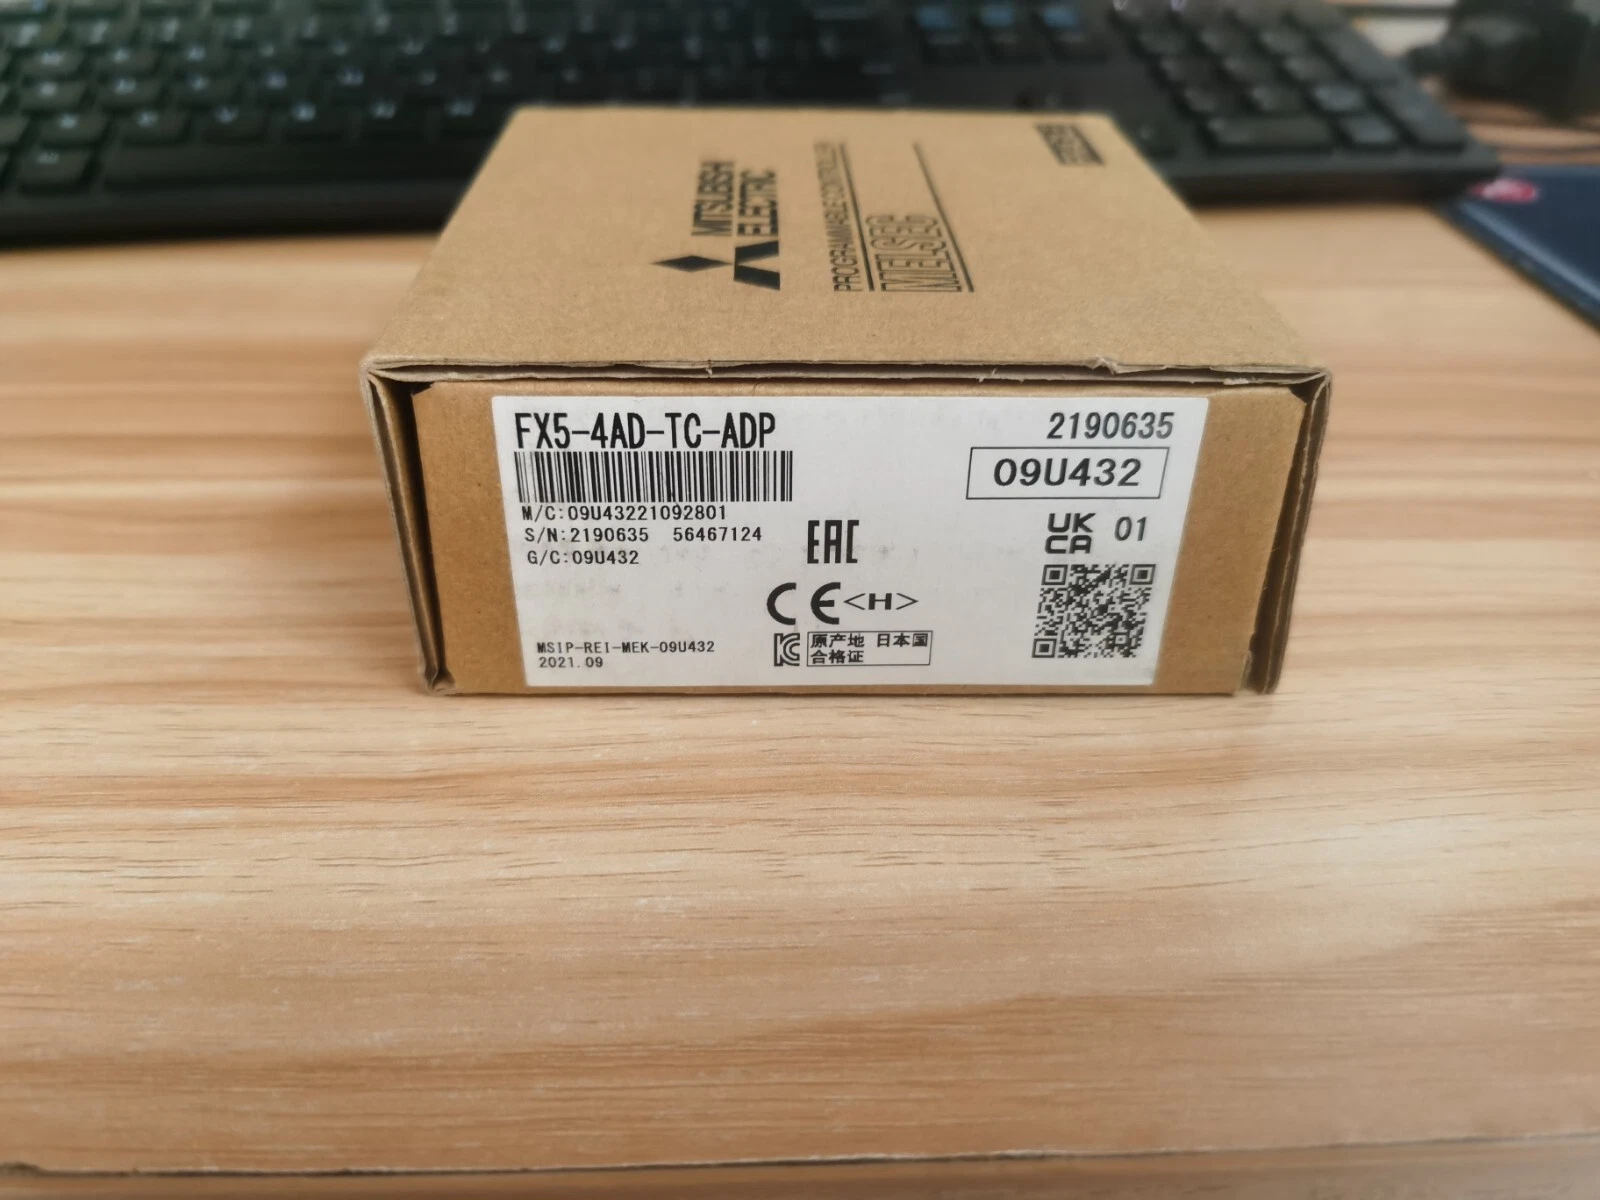 MITSUBISHI
ELECTRIC
PROGRAMMABLE CONTROLLER
MELSEC
FX5-4AD-TC-ADP
2190635
09U432
M/C:09U43221092801
S/N:2190635 56467124
G/C:09U432
EAC
UK
CA 01
CE <H>
MSIP-REI-MEK-09U432
2021.09
原产地 日本国
合格证